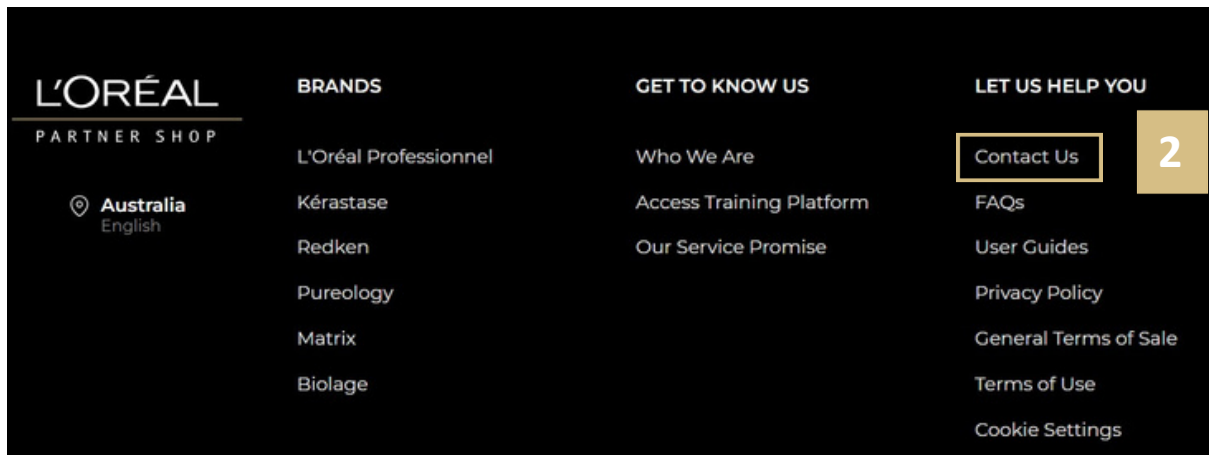 L'ORÉAL
PARTNER SHOP
Australia
English
BRANDS
L'Oréal Professionnel
Kérastase
Redken
Pureology
Matrix
Biolage
GET TO KNOW US
Who We Are
Access Training Platform
Our Service Promise
LET US HELP YOU
Contact Us
2
FAQs
User Guides
Privacy Policy
General Terms of Sale
Terms of Use
Cookie Settings